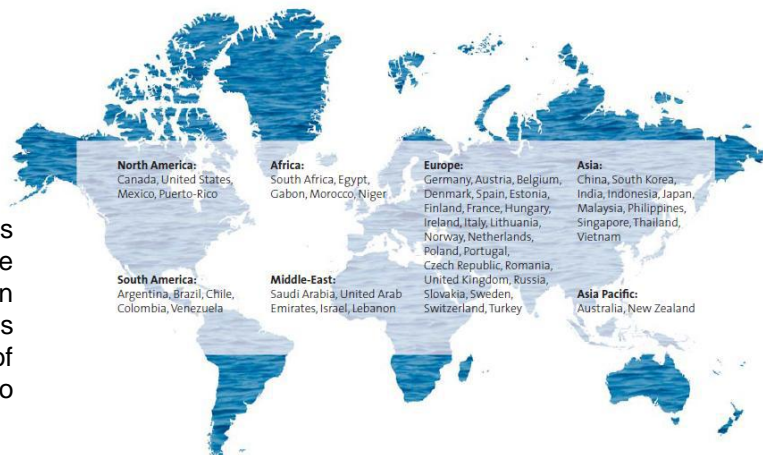 North America:
Canada, United States,
Mexico, Puerto-Rico
Africa:
South Africa, Egypt,
Gabon, Morocco, Niger
Europe:
Germany, Austria, Belgium,
Denmark, Spain, Estonia,
Finland, France, Hungary,
Ireland, Italy, Lithuania,
Norway, Netherlands,
Poland, Portugal,
Czech Republic, Romania,
United Kingdom, Russia,
Slovakia, Sweden,
Switzerland, Turkey
Asia:
China, South Korea,
India, Indonesia, Japan,
Malaysia, Philippines,
Singapore, Thailand,
Vietnam
South America:
Argentina, Brazil, Chile,
Colombia, Venezuela
Middle-East:
Saudi Arabia, United Arab
Emirates, Israel, Lebanon
Asia Pacific:
Australia, New Zealand